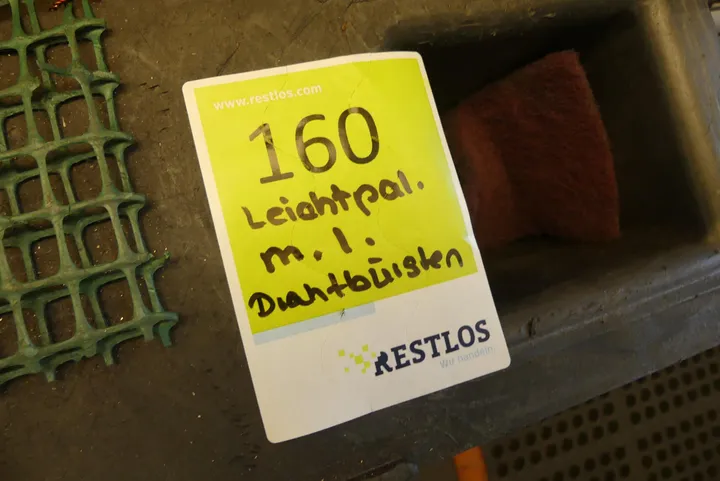 www.restlos.com
160
Leichtpal.
m. l.
Drahtbürsten
RESTLOS
Wir handeln.